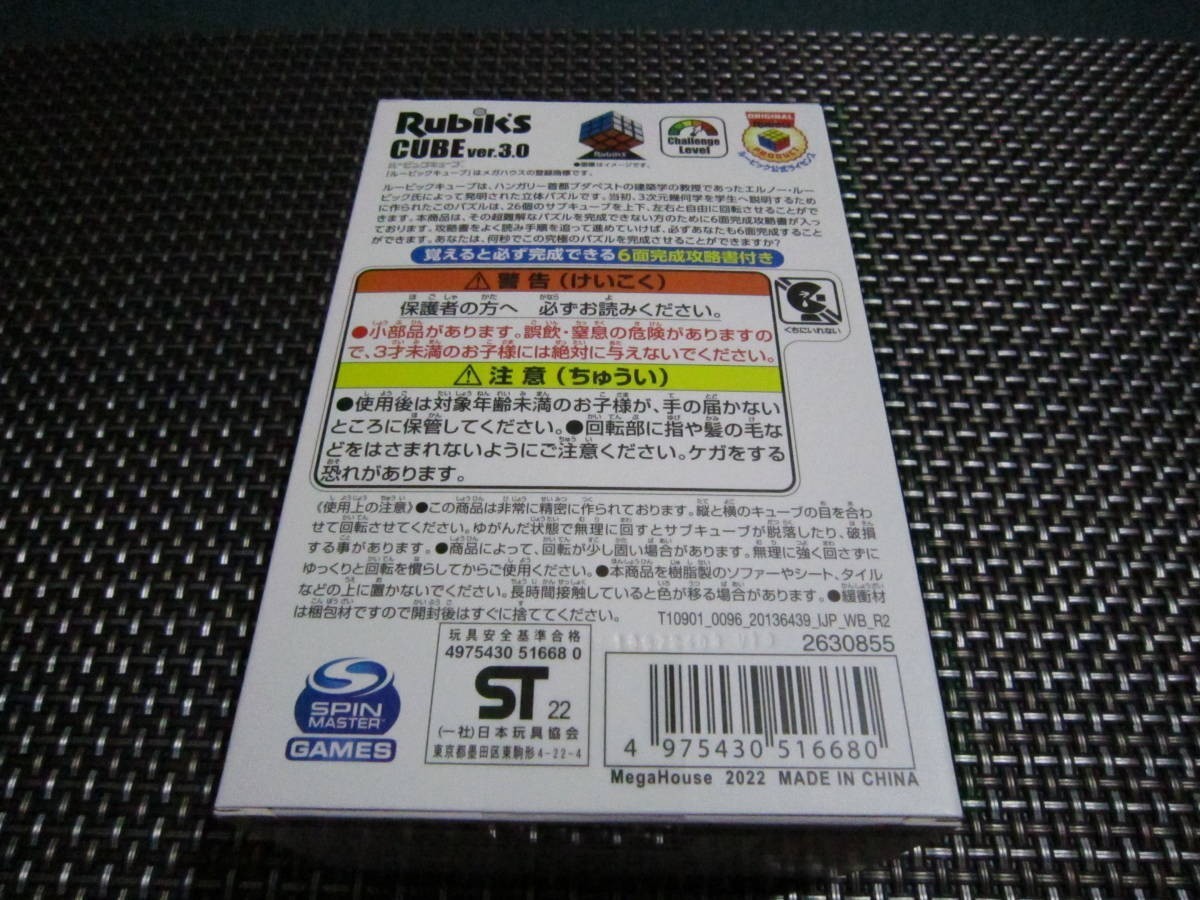 Rubik's
CUBE ver.3.0
ルービックキューブ
「ルービックキューブ」はメガハウスの登録商標です。
Rubik's
●画像はイメージです。
Challenge
Level
ORIGINAL
PRODUCT
ルービック公式ライセンス
ルービックキューブは、ハンガリー首都ブダペストの建築学の教授であったエルノー・ルー
ビック氏によって発明された立体パズルです。当初、3次元幾何学を学生へ説明するため
に作られたこのパズルは、26個のサブキューブを上下、左右と自由に回転させることがで
きます。本商品は、その超難解なパズルを完成できない方のために6面完成攻略書が入っ
ております。攻略書をよく読み手順を追って進めていけば、必ずあなたも6面完成すること
ができます。あなたは、何秒でこの究極のパズルを完成させることができますか?
覚えると必ず完成できる6面完成攻略書付き
警告(けいこく)
保護者の方へ 必ずお読みください。
●小部品があります。誤飲・窒息の危険がありますの
で、3才未満のお子様には絶対に与えないでください。
くちにいれない
注意(ちゅうい)
●使用後は対象年齢未満のお子様が、手の届かない
ところに保管してください。●回転部に指や髪の毛な
どをはさまれないようにご注意ください。ケガをする
恐れがあります。
《使用上の注意》●この商品は非常に精密に作られております。縦と横のキューブの目を合わ
せて回転させてください。ゆがんだ状態で無理に回すとサブキューブが脱落したり、破損
する事があります。●商品によって、回転が少し固い場合があります。無理に強く回さずに
ゆっくりと回転を慣らしてからご使用ください。●本商品を樹脂製のソファーやシート、タイル
などの上に置かないでください。長時間接触していると色が移る場合があります。●緩衝材
は梱包材ですので開封後はすぐに捨ててください。
T10901_0096_20136439_IJP_WB_R2
2630855
SPIN
MASTER
GAMES
玩具安全基準合格
4975430 51668 0
ST 22
(一社)日本玩具協会
東京都墨田区東駒形4-22-4
4 975430 516680
MegaHouse 2022 MADE IN CHINA